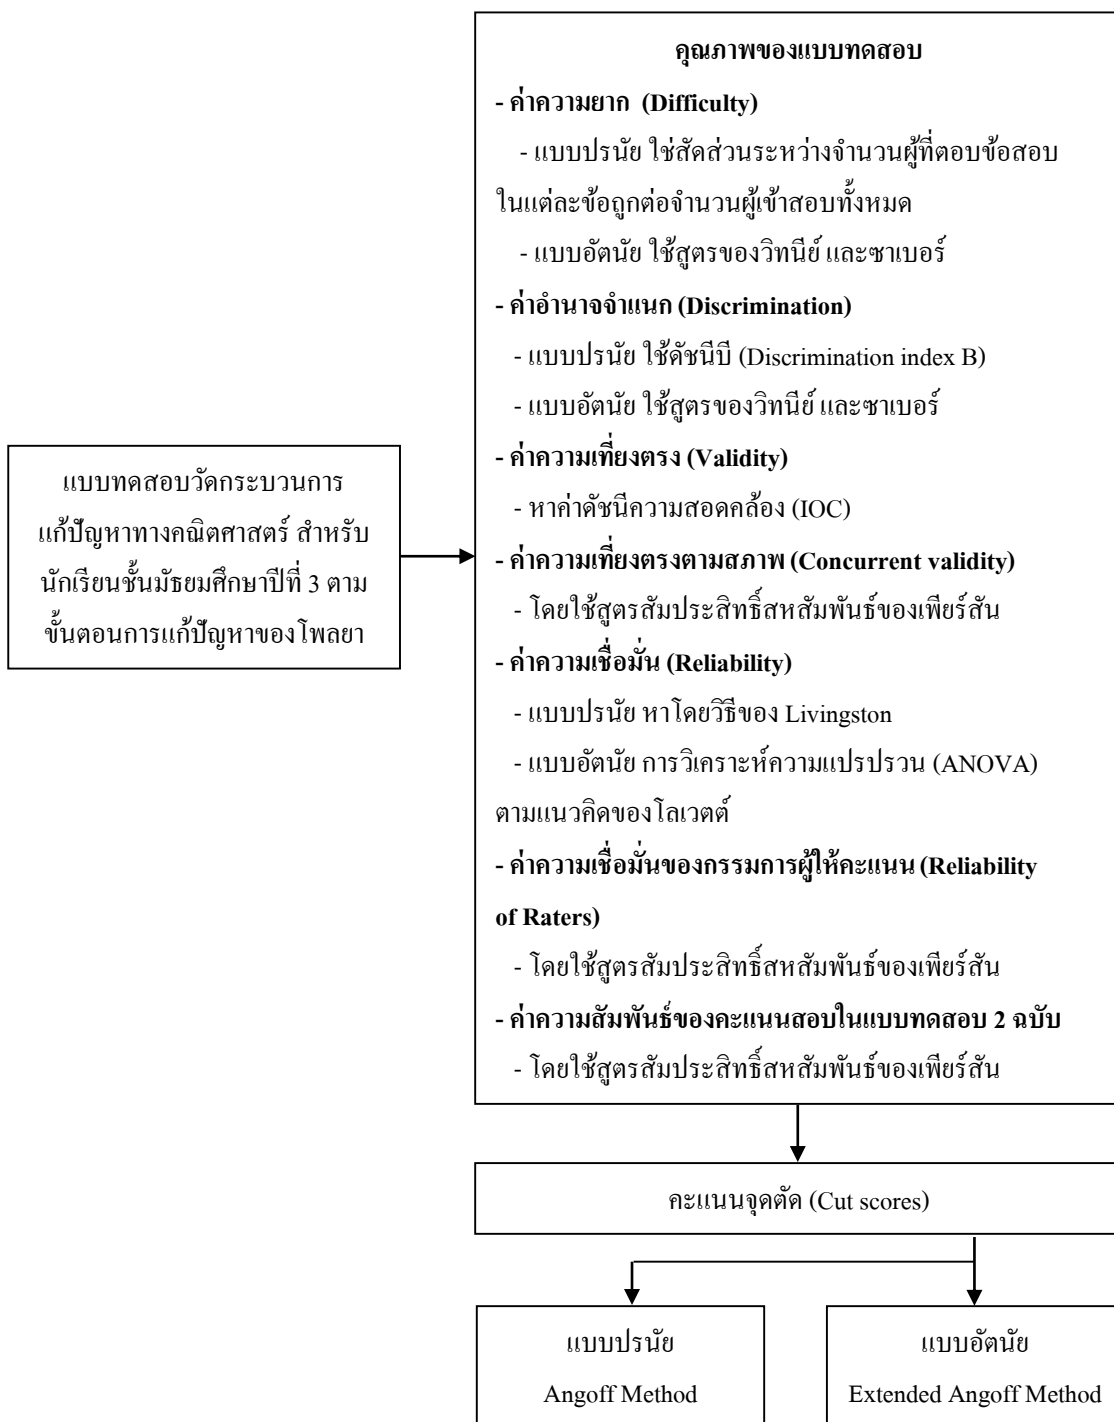 คุณภาพของแบบทดสอบ
- ค่าความยาก (Difficulty)
- แบบปรนัย ใช่สัดส่วนระหว่างจำนวนผู้ที่ตอบข้อสอบ
ในแต่ละข้อถูกต่อจำนวนผู้เข้าสอบทั้งหมด
- แบบอัตนัย ใช้สูตรของวิทนีย์ และซาเบอร์
- ค่าอำนาจจำแนก (Discrimination)
- แบบปรนัย ใช้ดัชนีบี (Discrimination index B)
- แบบอัตนัย ใช้สูตรของวิทนีย์ และซาเบอร์
- ค่าความเที่ยงตรง (Validity)
- หาค่าดัชนีความสอดคล้อง (IOC)
- ค่าความเที่ยงตรงตามสภาพ (Concurrent validity)
- โดยใช้สูตรสัมประสิทธิ์สหสัมพันธ์ของเพียร์สัน
- ค่าความเชื่อมั่น (Reliability)
- แบบปรนัย หาโดยวิธีของ Livingston
- แบบอัตนัย การวิเคราะห์ความแปรปรวน (ANOVA)
ตามแนวคิดของโลเวตต์
- ค่าความเชื่อมั่นของกรรมการผู้ให้คะแนน (Reliability
of Raters)
- โดยใช้สูตรสัมประสิทธิ์สหสัมพันธ์ของเพียร์สัน
- ค่าความสัมพันธ์ของคะแนนสอบในแบบทดสอบ 2 ฉบับ
- โดยใช้สูตรสัมประสิทธิ์สหสัมพันธ์ของเพียร์สัน
แบบทดสอบวัดกระบวนการ
แก้ปัญหาทางคณิตศาสตร์ สำหรับ
นักเรียนชั้นมัธยมศึกษาปีที่ 3 ตาม
ขั้นตอนการแก้ปัญหาของโพลยา
คะแนนจุดตัด (Cut scores)
แบบปรนัย
Angoff Method
แบบอัตนัย
Extended Angoff Method